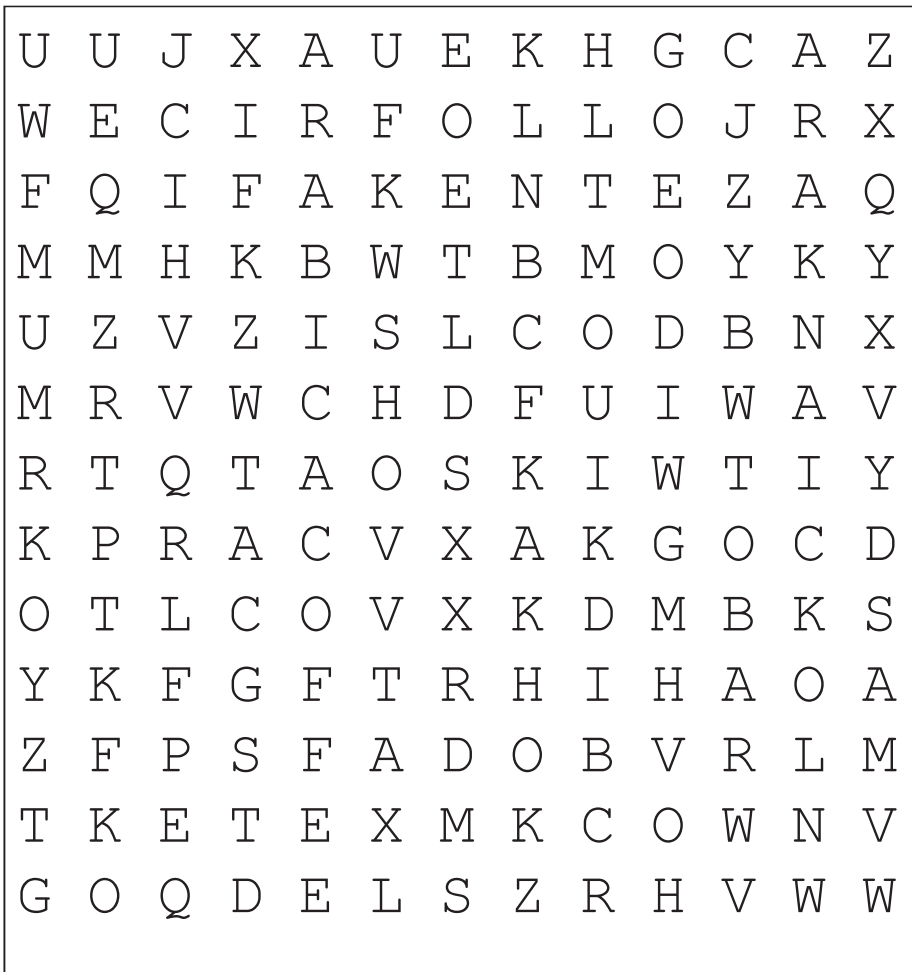 U U J X A U E K H G C A Z
W E C I R F O L L O J R X
F Q I F A K E N T E Z A Q
M M H K B W T B M O Y K Y
U Z V Z I S L C O D B N X
M R V W C H D F U I W A V
R T Q T A O S K I W T I Y
K P R A C V X A K G O C D
O T L C O V X K D M B K S
Y K F G F T R H I H A O A
Z F P S F A D O B V R L M
T K E T E X M K C O W N V
G O Q D E L S Z R H V W W